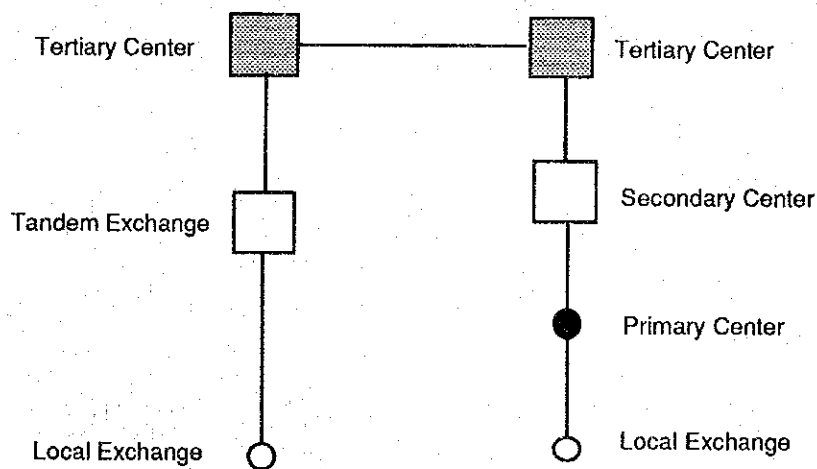 Tertiary Center
Tertiary Center
Tandem Exchange
Secondary Center
Primary Center
Local Exchange
Local Exchange